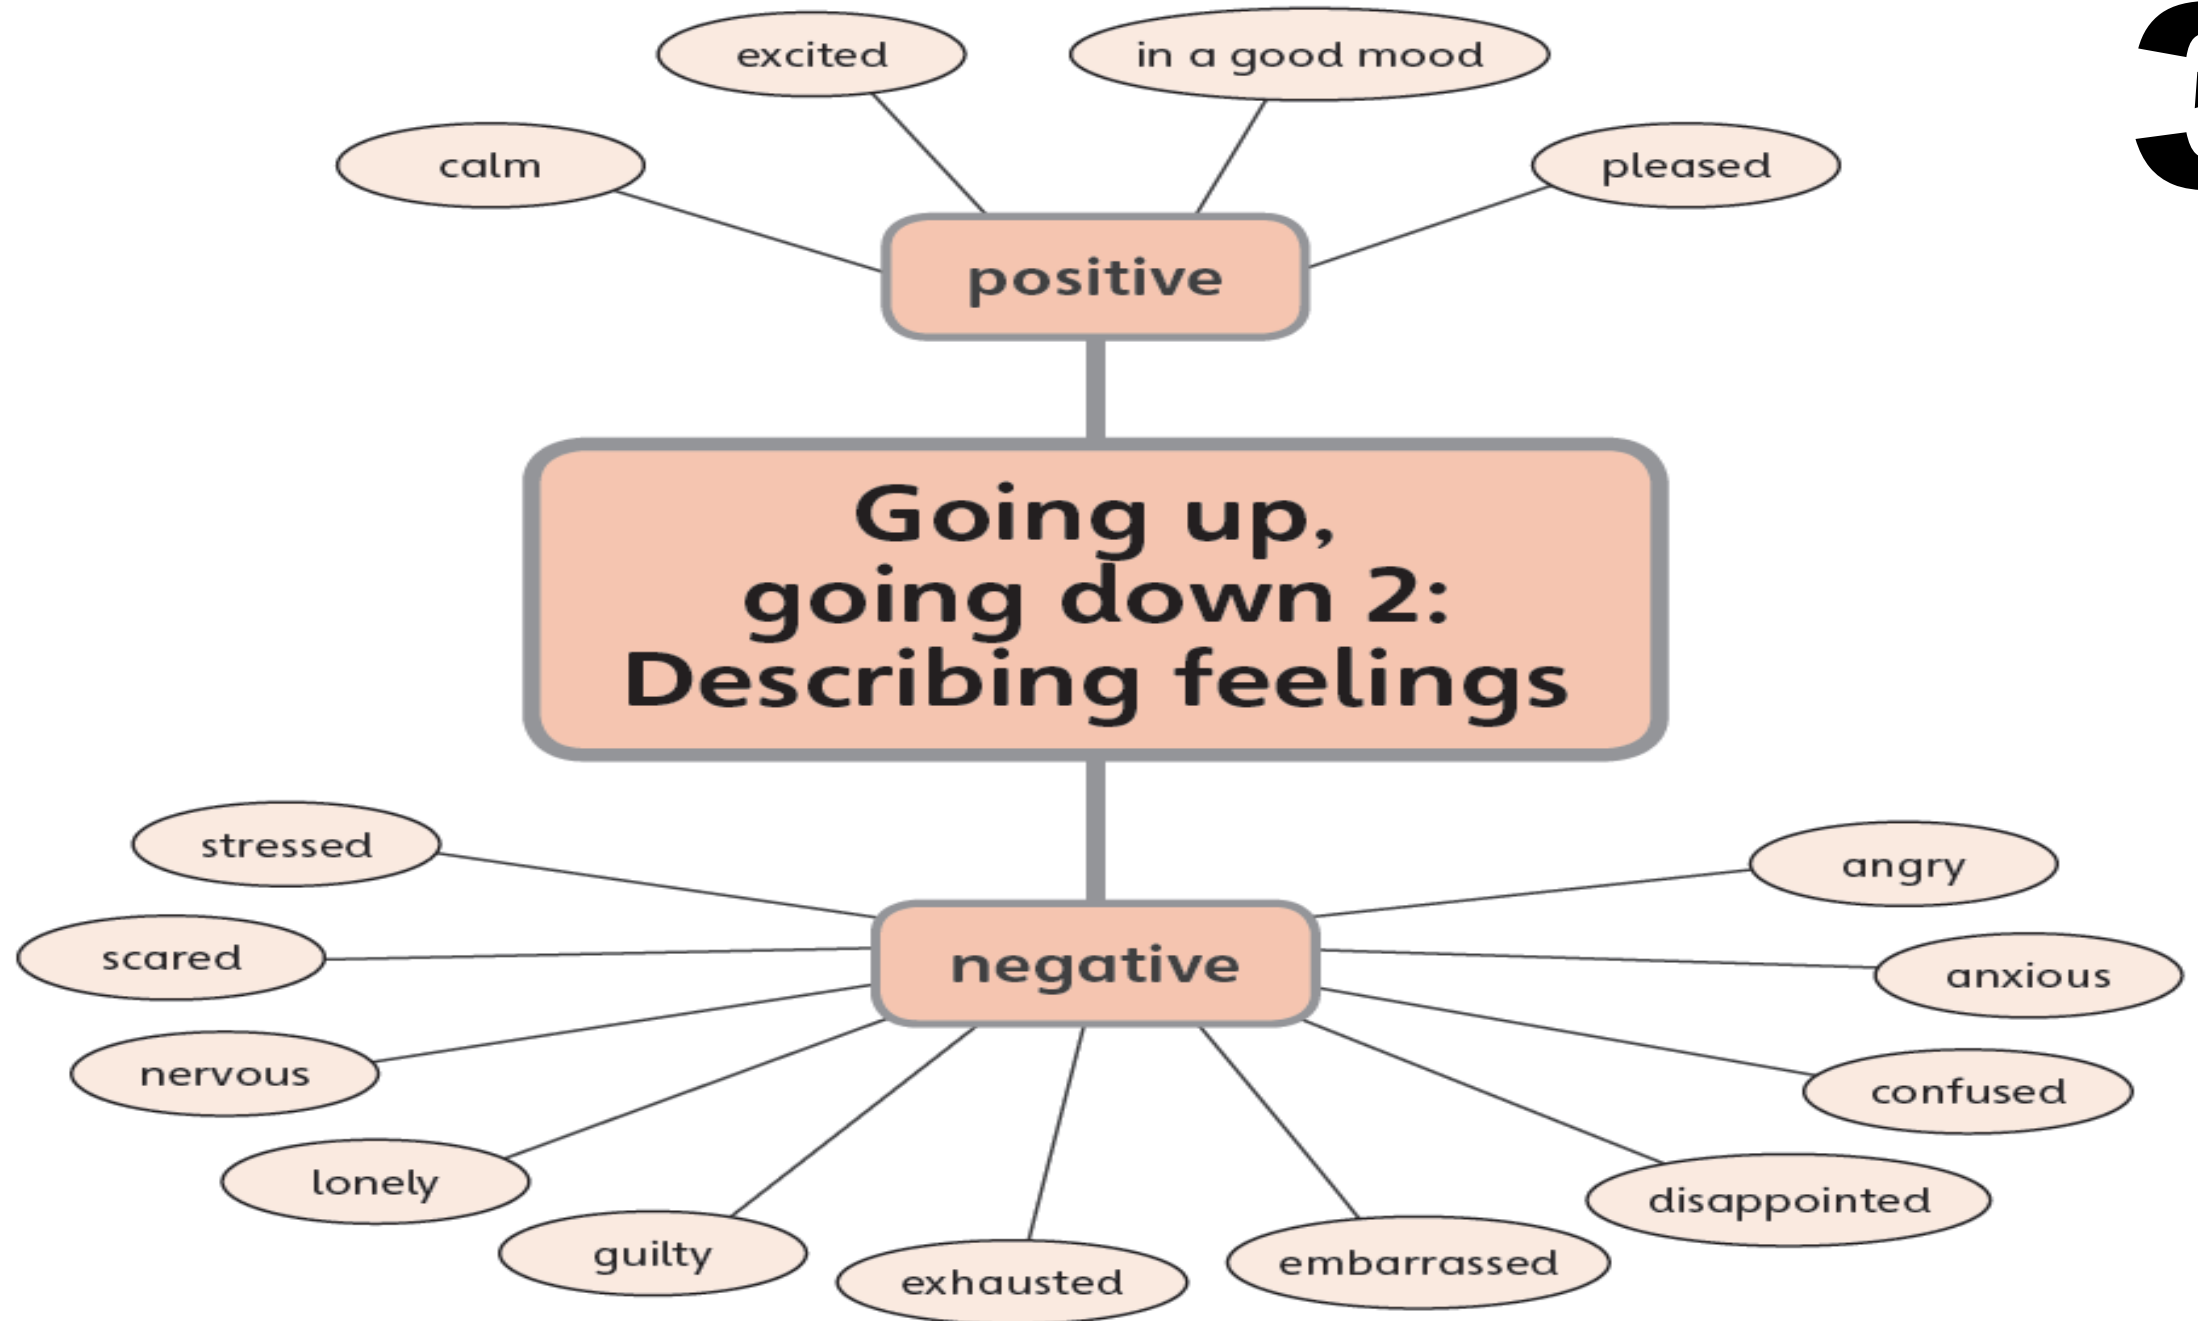 excited
in a good mood
calm
pleased
positive
Going up,
going down 2:
Describing feelings
stressed
angry
scared
negative
anxious
nervous
confused
lonely
disappointed
guilty
exhausted
embarrassed